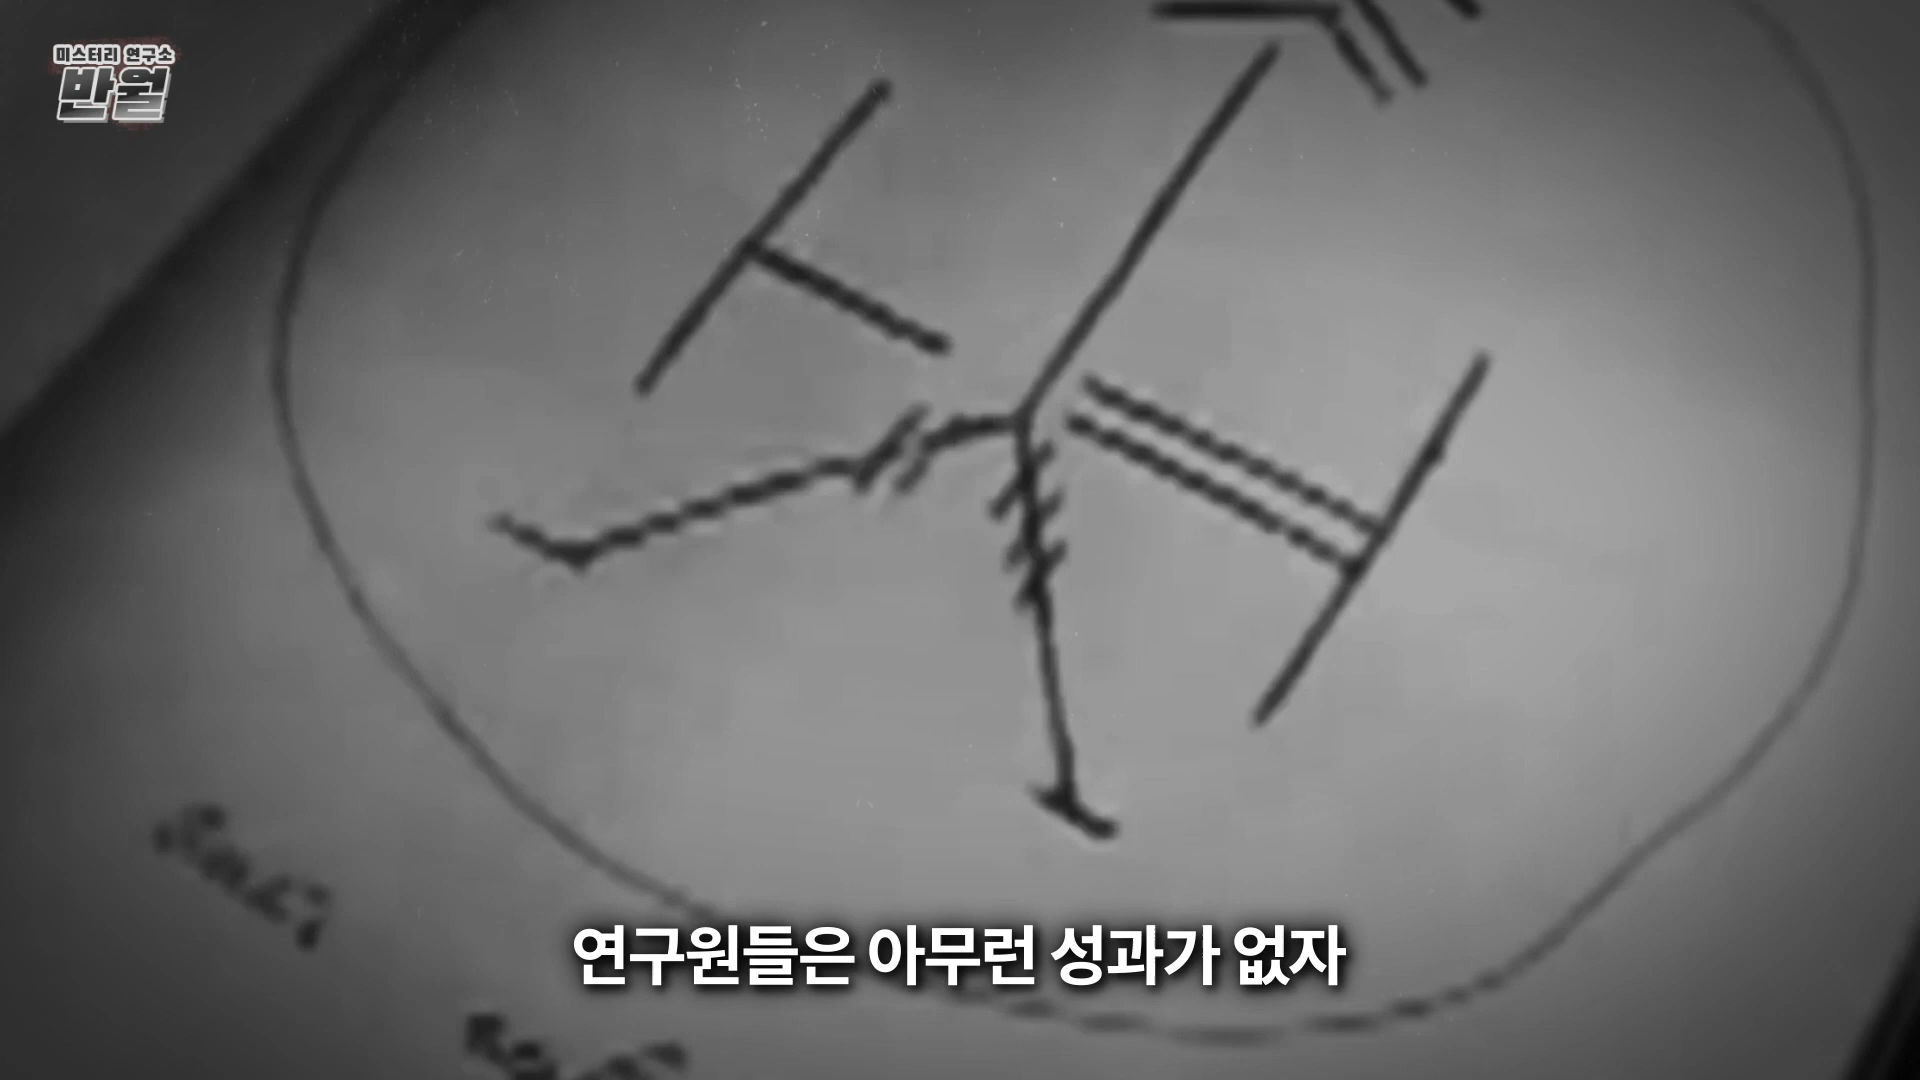 미스터리 연구소
반월
연구원들은 아무런 성과가 없자